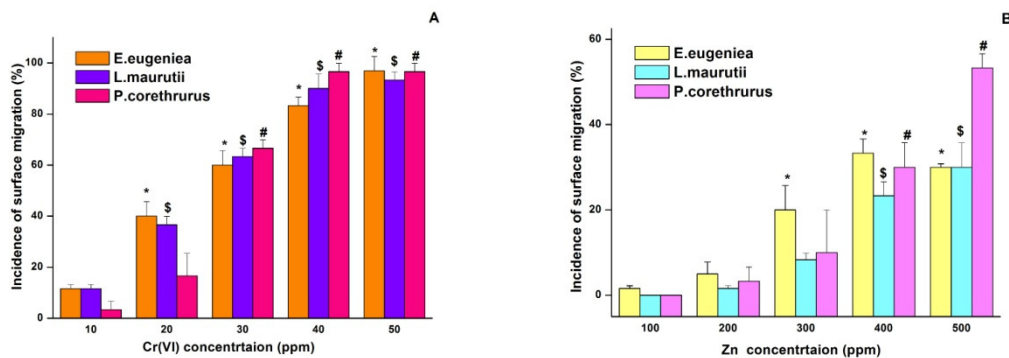 A
E.eugeniea
L.maurutii
P.corethrurus
Incidence of surface migration (%)
100
80
60
40
20
0
* $ # * $ # * $ # * $
10 20 30 40 50
Cr(VI) concentrtaion (ppm)
B
E.eugeniea
L.maurutii
P.corethrurus
Incidence of surface migration (%)
60
40
20
0
* * $ # * $ #
100 200 300 400 500
Zn concentrtaion (ppm)